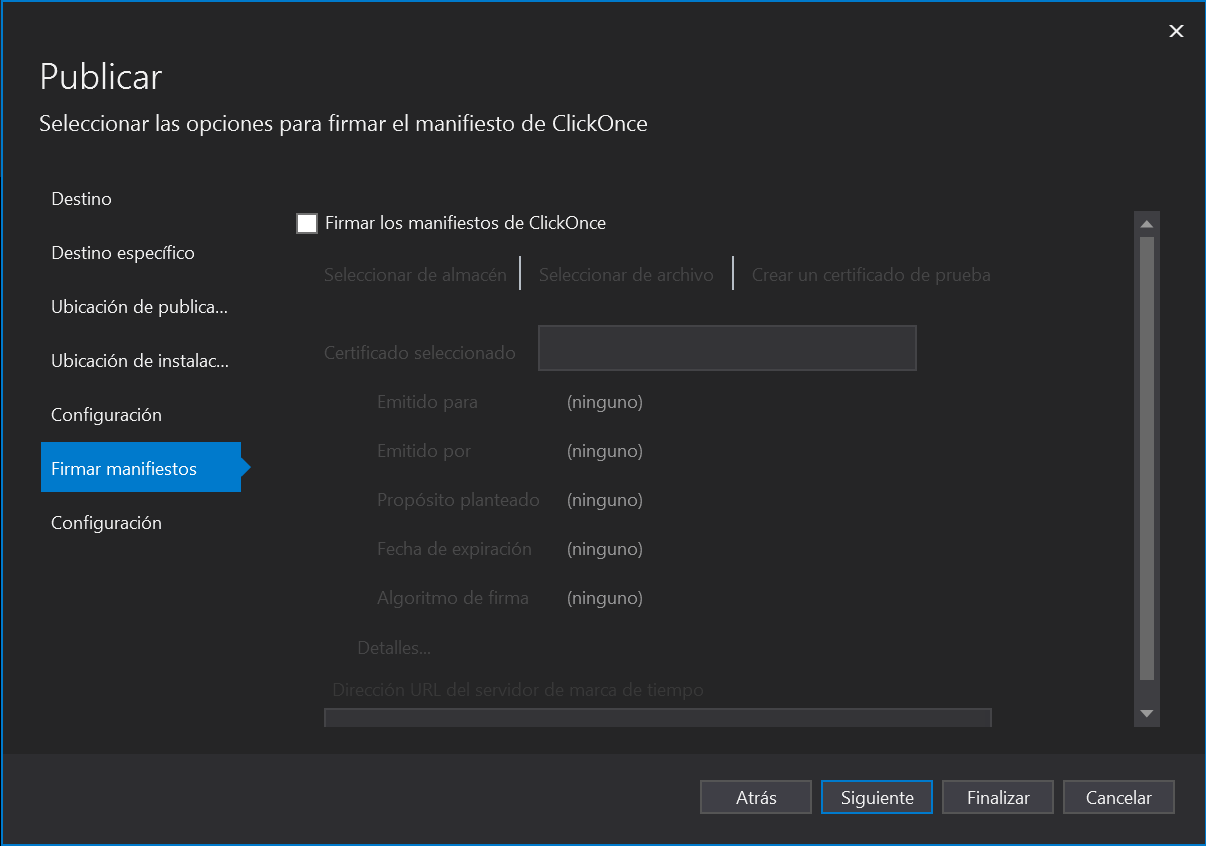 Publicar
Seleccionar las opciones para firmar el manifiesto de ClickOnce
Destino
Destino específico
Ubicación de publica...
Ubicación de instalac...
Configuración
Firmar manifiestos
Configuración
Firmar los manifiestos de ClickOnce
Seleccionar de almacén
Seleccionar de archivo
Crear un certificado de prueba
Certificado seleccionado
Emitido para (ninguno)
Emitido por (ninguno)
Propósito planteado (ninguno)
Fecha de expiración (ninguno)
Algoritmo de firma (ninguno)
Detalles...
Dirección URL del servidor de marca de tiempo
Atrás
Siguiente
Finalizar
Cancelar